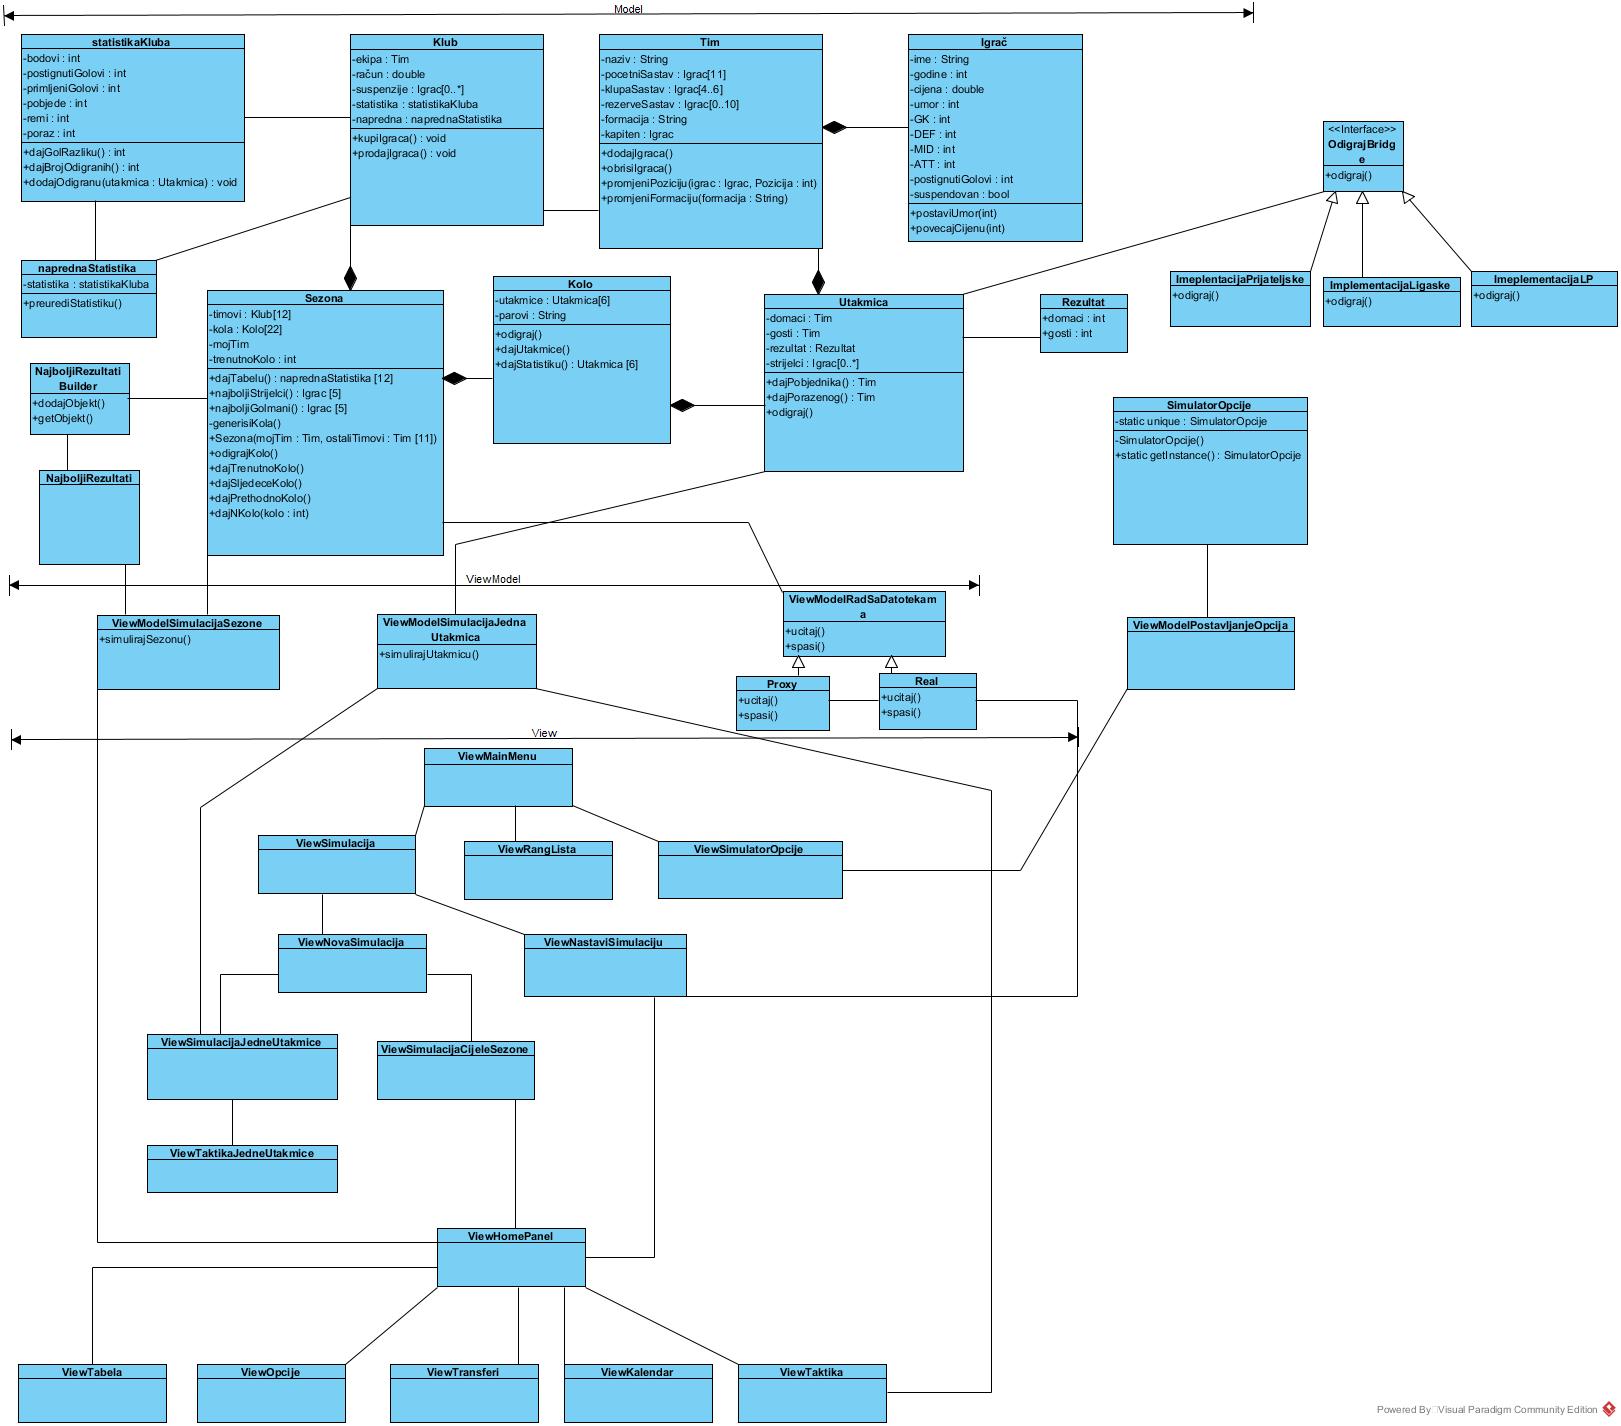 Model
statistikaKluba
-bodovi : int
-postignutiGolovi : int
-primljeniGolovi : int
-pobjede : int
-remi : int
-poraz : int
+dajGolRazliku() : int
+dajBrojOdigranih() : int
+dodajOdigranu(utakmica : Utakmica) : void
Klub
-ekipa : Tim
-račun : double
-suspenzije : Igrac[0..*]
-statistika : statistikaKluba
-napredna : naprednaStatistika
+kupiIgraca() : void
+prodajIgraca() : void
Tim
-naziv : String
-pocetniSastav : Igrac[11]
-klupaSastav : Igrac[4..6]
-rezerveSastav : Igrac[0..10]
-formacija : String
-kapiten : Igrac
+dodajIgraca()
+obrisiIgraca()
+promjeniPoziciju(igrac : Igrac, Pozicija : int)
+promjeniFormaciju(formacija : String)
Igrač
-ime : String
-godine : int
-cijena : double
-umor : int
-GK : int
-DEF : int
-MID : int
-ATT : int
-postignutiGolovi : int
-suspendovan : bool
+postaviUmor(int)
+povecajCijenu(int)
<<Interface>>
OdigrajBridg
e
+odigraj()
naprednaStatistika
-statistika : statistikaKluba
+preurediStatistiku()
Sezona
-timovi : Klub[12]
-kola : Kolo[22]
-mojTim
-trenutnoKolo : int
+dajTabelu() : naprednaStatistika [12]
+najboljiStrijelci() : Igrac [5]
+najboljiGolmani() : Igrac [5]
-generisiKola()
+Sezona(mojTim : Tim, ostaliTimovi : Tim [11])
+odigrajKolo()
+dajTrenutnoKolo()
+dajSljedeceKolo()
+dajPrethodnoKolo()
+dajNKolo(kolo : int)
Kolo
-utakmice : Utakmica[6]
-parovi : String
+odigraj()
+dajUtakmice()
+dajStatistiku() : Utakmica [6]
Utakmica
-domaci : Tim
-gosti : Tim
-rezultat : Rezultat
-strijelci : Igrac[0..*]
+dajPobjednika() : Tim
+dajPorazenog() : Tim
+odigraj()
Rezultat
+domaci : int
+gosti : int
ImeplentacijaPrijateljske
+odigraj()
ImplementacijaLigaske
+odigraj()
ImeplementacijaLP
+odigraj()
NajboljiRezultati
Builder
+dodajObjekt()
+getObjekt()
NajboljiRezultati
SimulatorOpcije
-static unique : SimulatorOpcije
-SimulatorOpcije()
+static getInstance() : SimulatorOpcije
ViewModel
ViewModelSimulacijaSezone
+simulirajSezonu()
ViewModelSimulacijaJedna
Utakmica
+simulirajUtakmicu()
ViewModelRadSaDatotekam
a
+ucitaj()
+spasi()
ViewModelPostavljanjeOpcija
Proxy
+ucitaj()
+spasi()
Real
+ucitaj()
+spasi()
View
ViewMainMenu
ViewSimulacija
ViewRangLista
ViewSimulatorOpcije
ViewNovaSimulacija
ViewNastaviSimulaciju
ViewSimulacijaJedneUtakmice
ViewSimulacijaCijeleSezone
ViewTaktikaJedneUtakmice
ViewHomePanel
ViewTabela
ViewOpcije
ViewTransferi
ViewKalendar
ViewTaktika
Powered By Visual Paradigm Community Edition